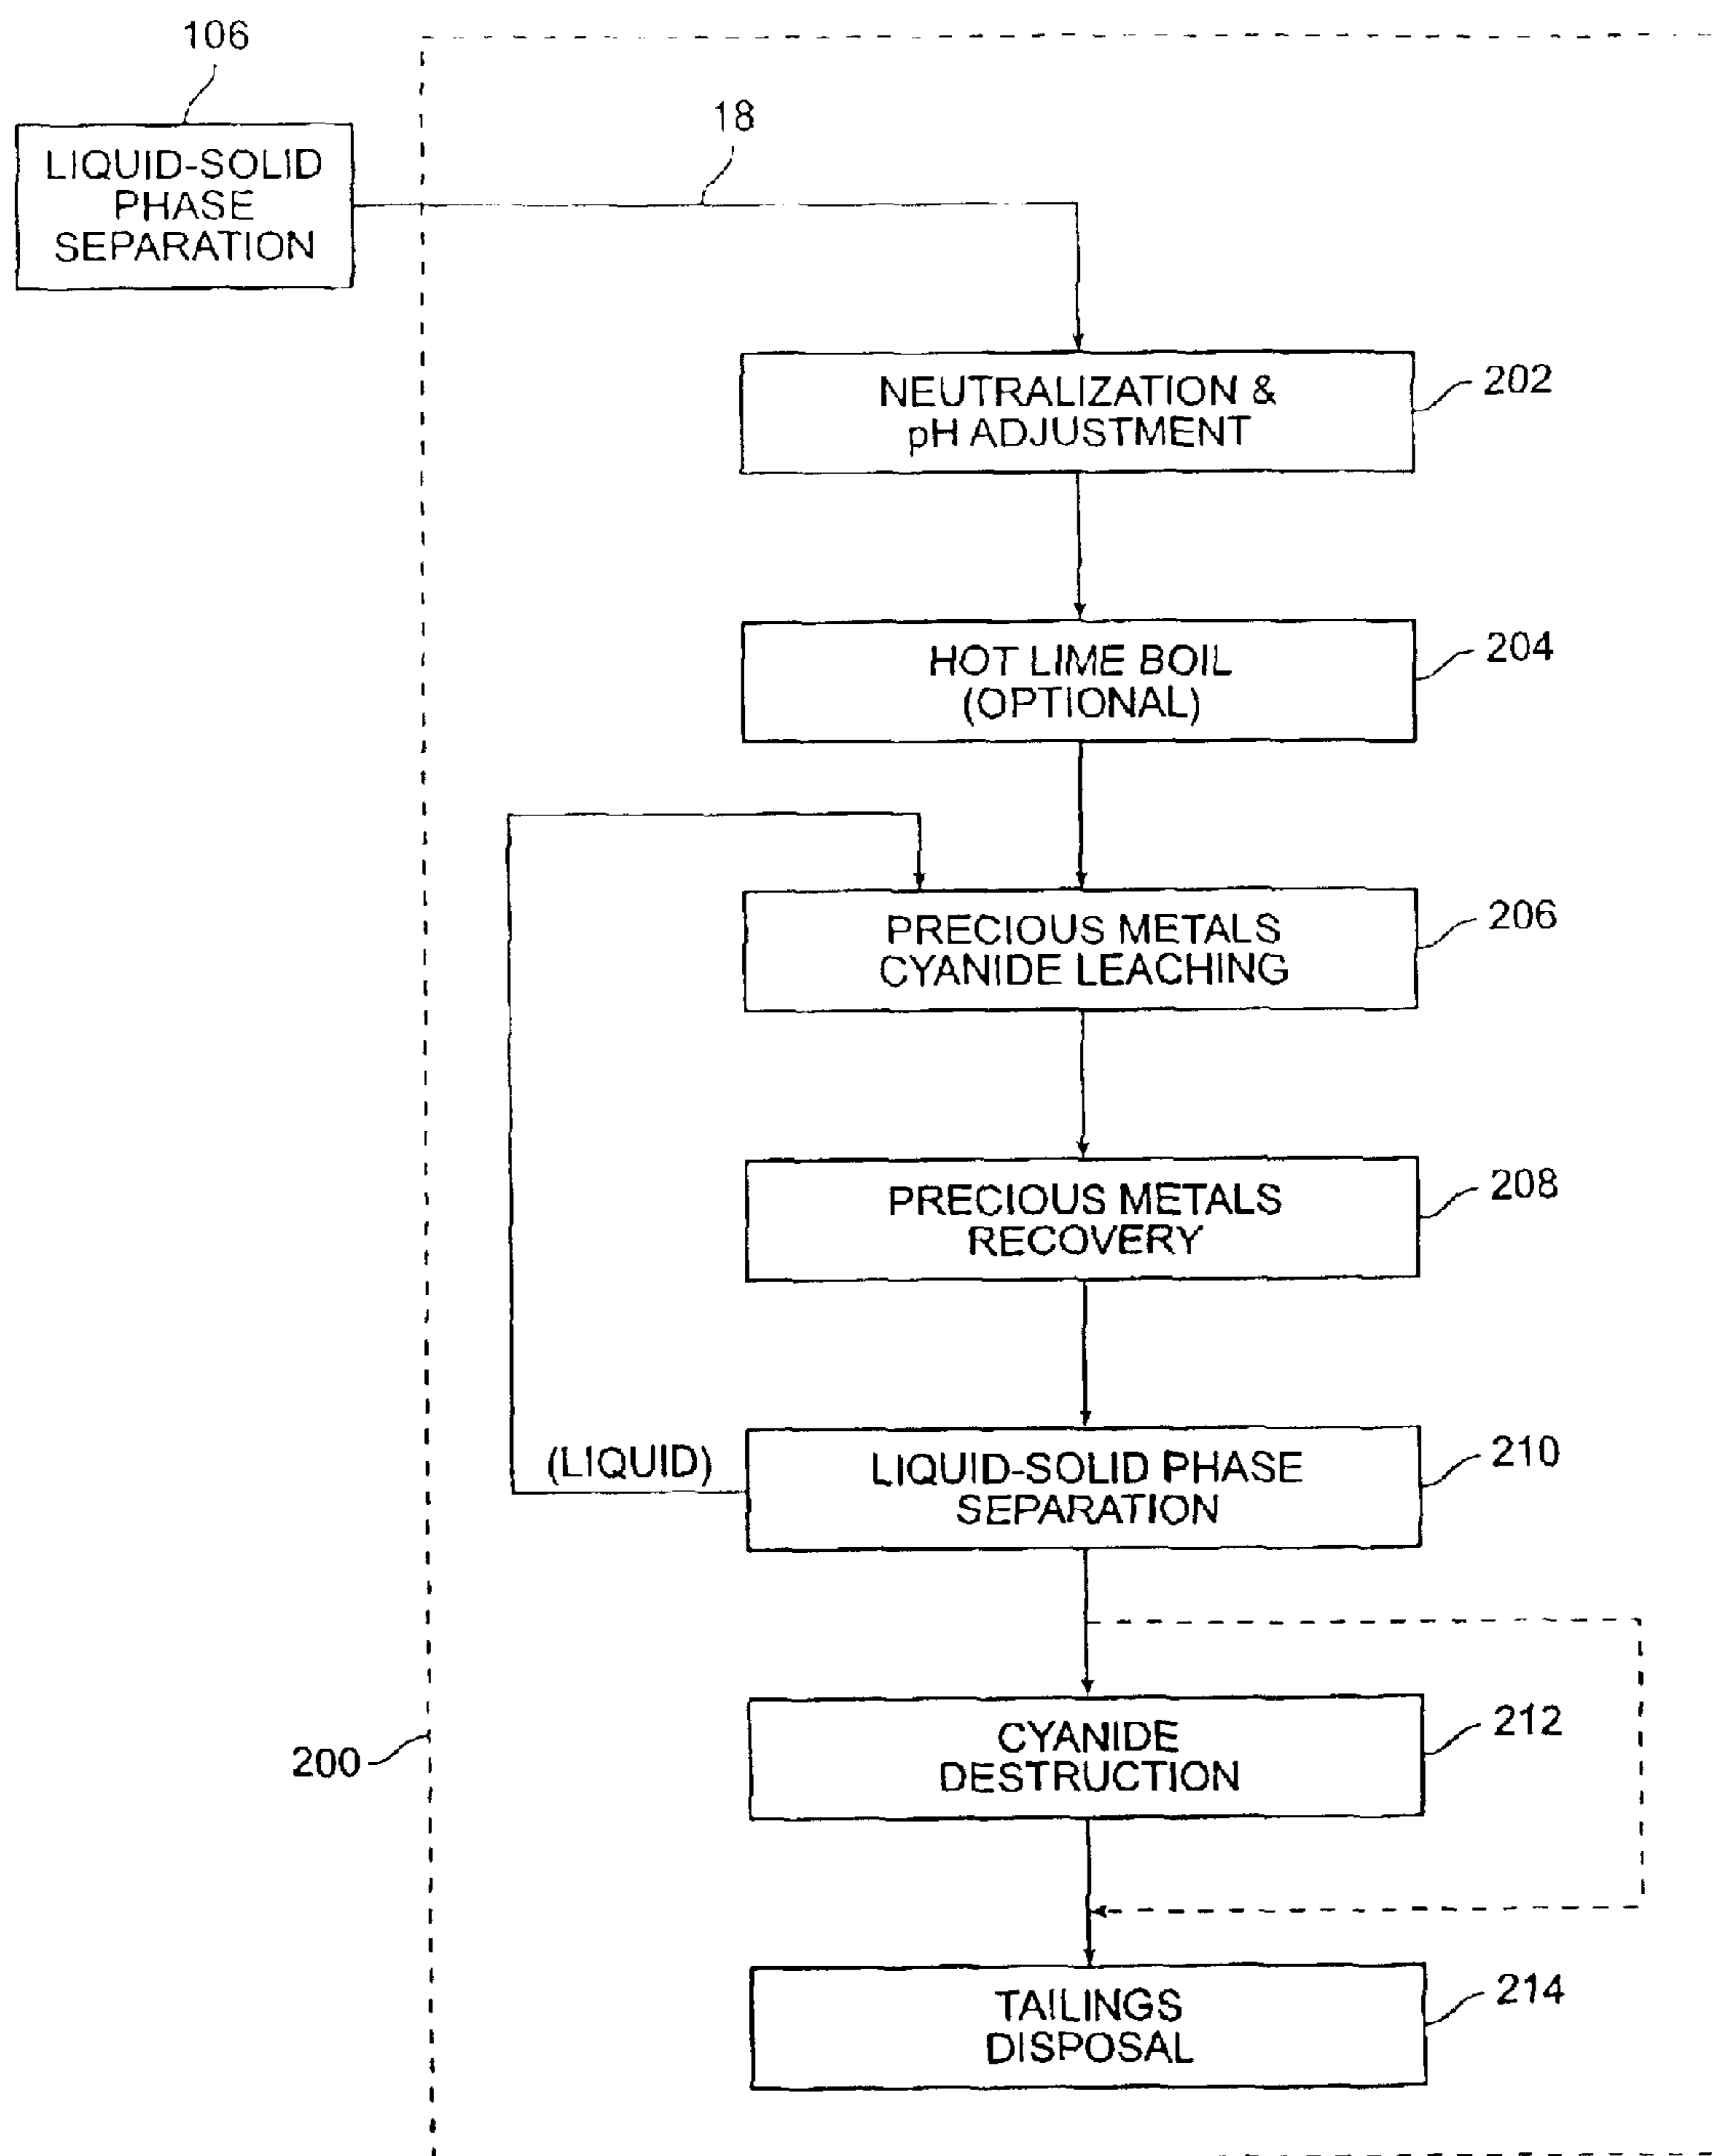 106
LIQUID-SOLID
PHASE
SEPARATION
18
NEUTRALIZATION &
pH ADJUSTMENT
202
HOT LIME BOIL
(OPTIONAL)
204
PRECIOUS METALS
CYANIDE LEACHING
206
PRECIOUS METALS
RECOVERY
208
(LIQUID)
LIQUID-SOLID PHASE
SEPARATION
210
CYANIDE
DESTRUCTION
212
200
TAILINGS
DISPOSAL
214